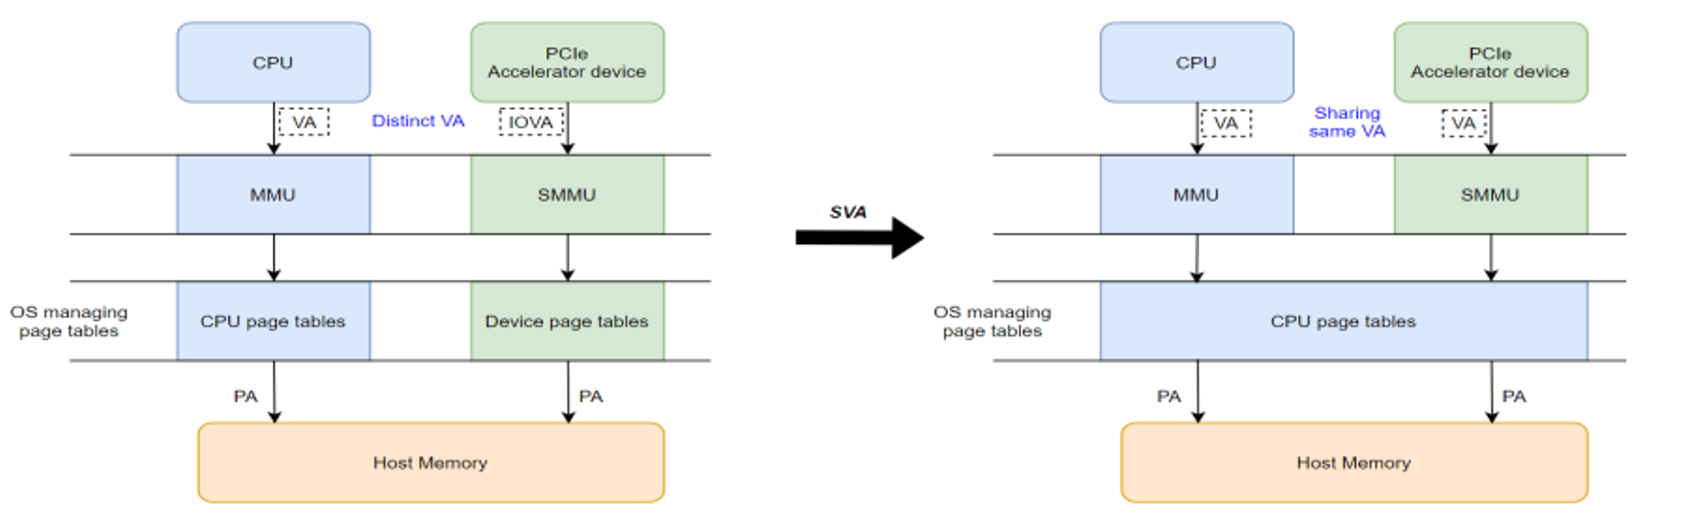 CPU
PCIe
Accelerator device
VA
Distinct VA
IOVA
MMU
SMMU
OS managing
page tables
CPU page tables
Device page tables
PA
PA
Host Memory
SVA
CPU
PCIe
Accelerator device
VA
Sharing
same VA
VA
MMU
SMMU
OS managing
page tables
CPU page tables
PA
PA
Host Memory